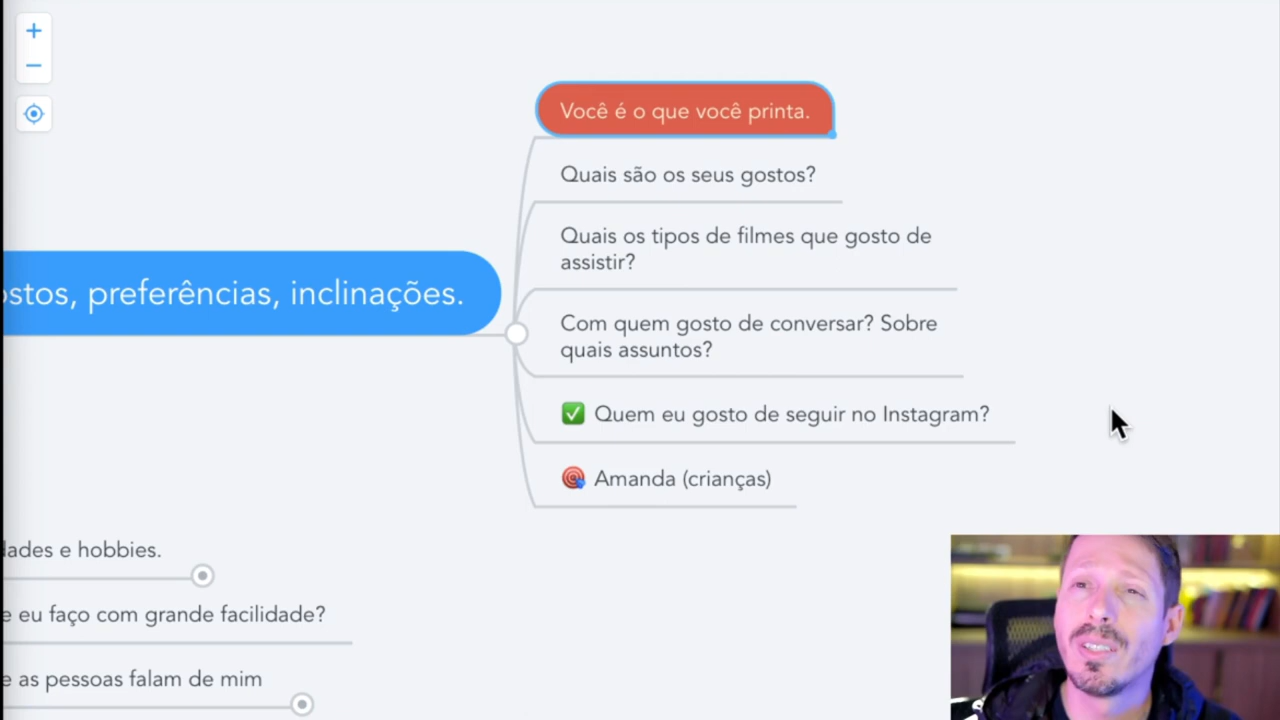 Você é o que você printa.
Quais são os seus gostos?
Quais os tipos de filmes que gosto de
assistir?
ostos, preferências, inclinações.
Com quem gosto de conversar? Sobre
quais assuntos?
✅ Quem eu gosto de seguir no Instagram?
🎯 Amanda (crianças)
dades e hobbies.
e eu faço com grande facilidade?
e as pessoas falam de mim